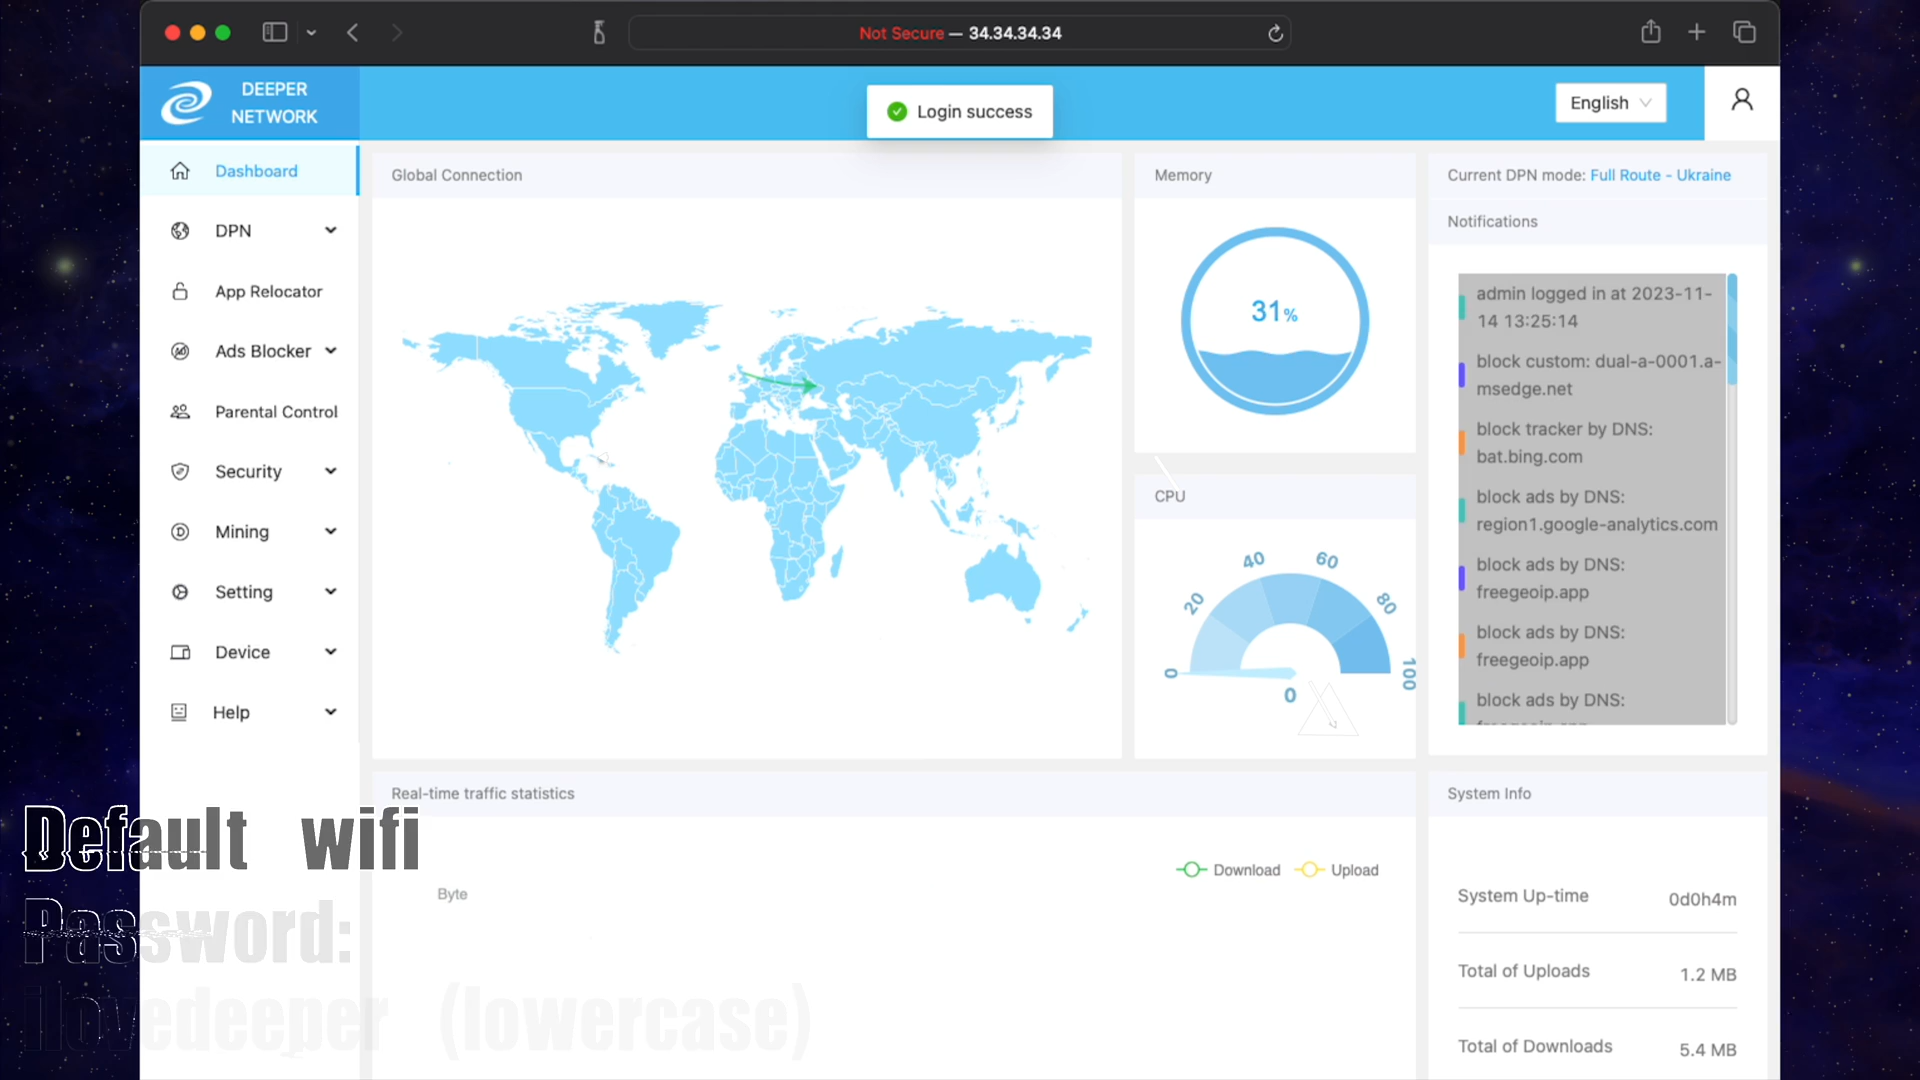 Not Secure — 34.34.34.34
DEEPER
NETWORK
Login success
English
Dashboard
DPN
App Relocator
Ads Blocker
Parental Control
Security
Mining
Setting
Device
Help
Global Connection
Memory
31%
CPU
0
20
40
60
80
100
0
Current DPN mode: Full Route - Ukraine
Notifications
admin logged in at 2023-11-
14 13:25:14
block custom: dual-a-0001.a-
msedge.net
block tracker by DNS:
bat.bing.com
block ads by DNS:
region1.google-analytics.com
block ads by DNS:
freegeoip.app
block ads by DNS:
freegeoip.app
block ads by DNS:
Real-time traffic statistics
Download
Upload
Byte
System Info
System Up-time 0d0h4m
Total of Uploads 1.2 MB
Total of Downloads 5.4 MB
Default wifi
Password:
ilovedeeper (lowercase)